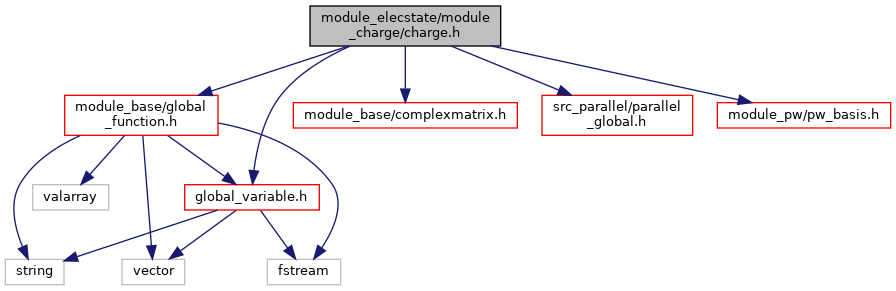 module_elecstate/module
_charge/charge.h
module_base/global
_function.h
module_base/complexmatrix.h
src_parallel/parallel
_global.h
module_pw/pw_basis.h
valarray
global_variable.h
string
vector
fstream